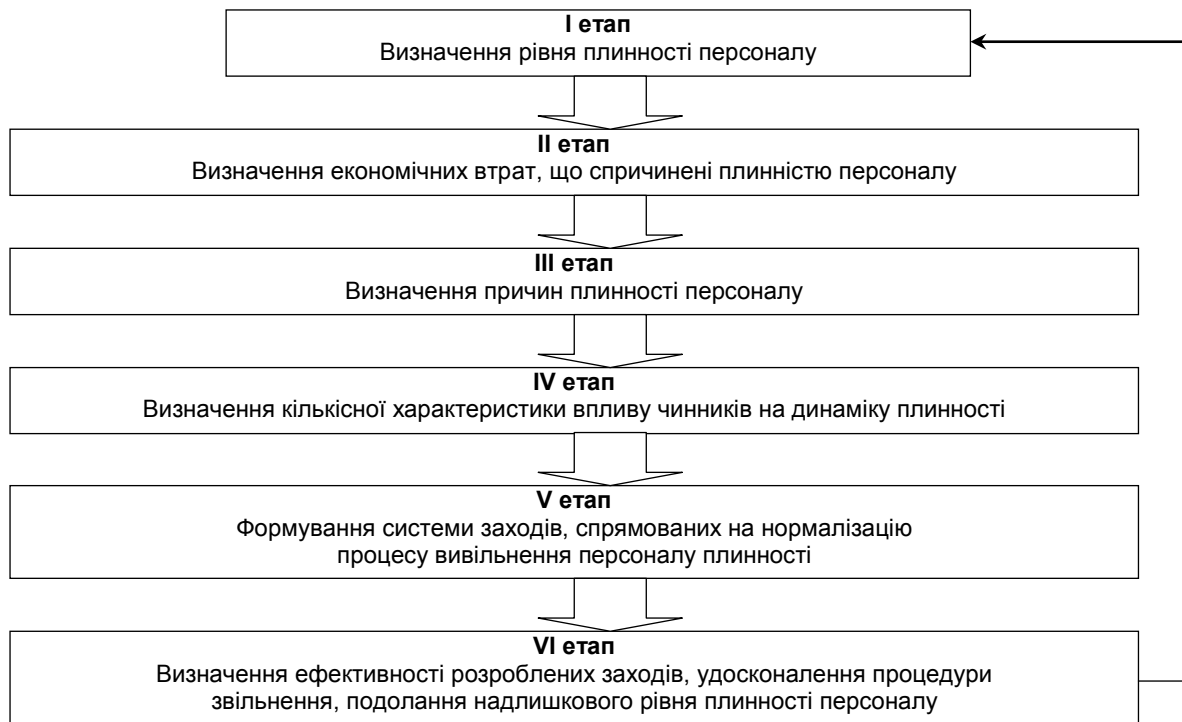 І етап
Визначення рівня плинності персоналу
ІІ етап
Визначення економічних втрат, що спричинені плинністю персоналу
ІІІ етап
Визначення причин плинності персоналу
IV етап
Визначення кількісної характеристики впливу чинників на динаміку плинності
V етап
Формування системи заходів, спрямованих на нормалізацію
процесу вивільнення персоналу плинності
VI етап
Визначення ефективності розроблених заходів, удосконалення процедури
звільнення, подолання надлишкового рівня плинності персоналу